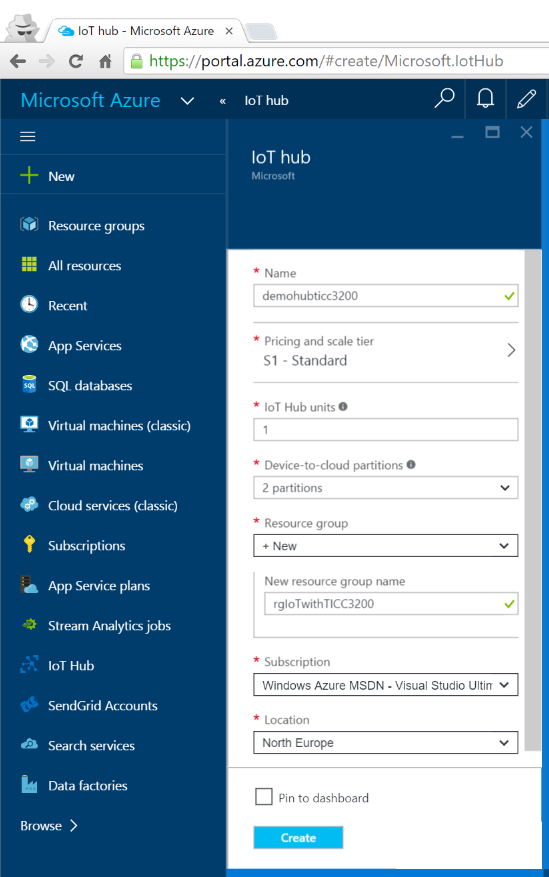 IoT hub - Microsoft Azure
https://portal.azure.com/#create/Microsoft.IotHub
Microsoft Azure
« IoT hub
New
Resource groups
All resources
Recent
App Services
SQL databases
Virtual machines (classic)
Virtual machines
Cloud services (classic)
Subscriptions
App Service plans
Stream Analytics jobs
IoT Hub
SendGrid Accounts
Search services
Data factories
Browse
IoT hub
Microsoft
* Name
demohubticc3200
* Pricing and scale tier
S1 - Standard
* IoT Hub units
1
* Device-to-cloud partitions
2 partitions
* Resource group
+ New
New resource group name
rgIoTwithTICC3200
* Subscription
Windows Azure MSDN - Visual Studio Ultim
* Location
North Europe
Pin to dashboard
Create